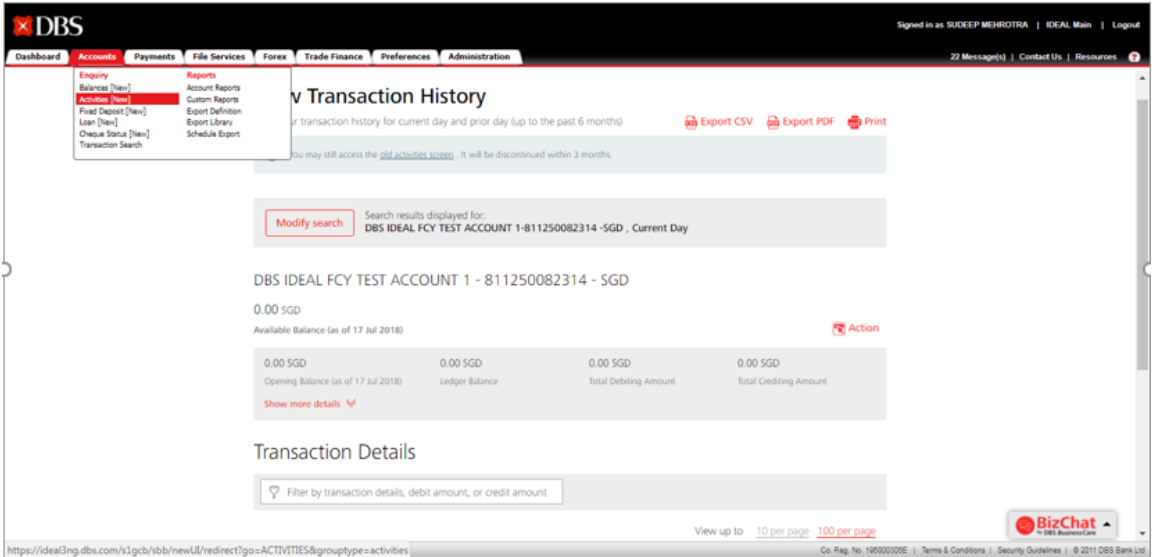 DBS
Signed in as SUDEEP MEHROTRA | IDEAL Main | Logout
Dashboard Accounts Payments File Services Forex Trade Finance Preferences Administration
22 Message(s) | Contact Us | Resources ?
Enquiry Reports
Balances [New] Account Reports
Activities [New] Custom Reports
Fixed Deposit [New] Export Definition
Loan [New] Export Library
Cheque Status [New] Schedule Export
Transaction Search
w Transaction History
ur transaction history for current day and prior day (up to the past 6 months)
Export CSV Export PDF Print
You may still access the old activities screen . It will be discontinued within 3 months.
Modify search
Search results displayed for:
DBS IDEAL FCY TEST ACCOUNT 1-811250082314 -SGD , Current Day
DBS IDEAL FCY TEST ACCOUNT 1 - 811250082314 - SGD
0.00 SGD
Available Balance (as of 17 Jul 2018)
Action
0.00 SGD 0.00 SGD 0.00 SGD 0.00 SGD
Opening Balance (as of 17 Jul 2018) Ledger Balance Total Debiting Amount Total Crediting Amount
Show more details
Transaction Details
Filter by transaction details, debit amount, or credit amount
View up to 10 per page 100 per page
BizChat
by DBS BusinessCare
https://ideal3ng.dbs.com/s1gcb/sbb/newUI/redirect?go=ACTIVITIES&grouptype=activities
Co. Reg. No. 196800306E | Terms & Conditions | Security Guidelines | © 2011 DBS Bank Ltd